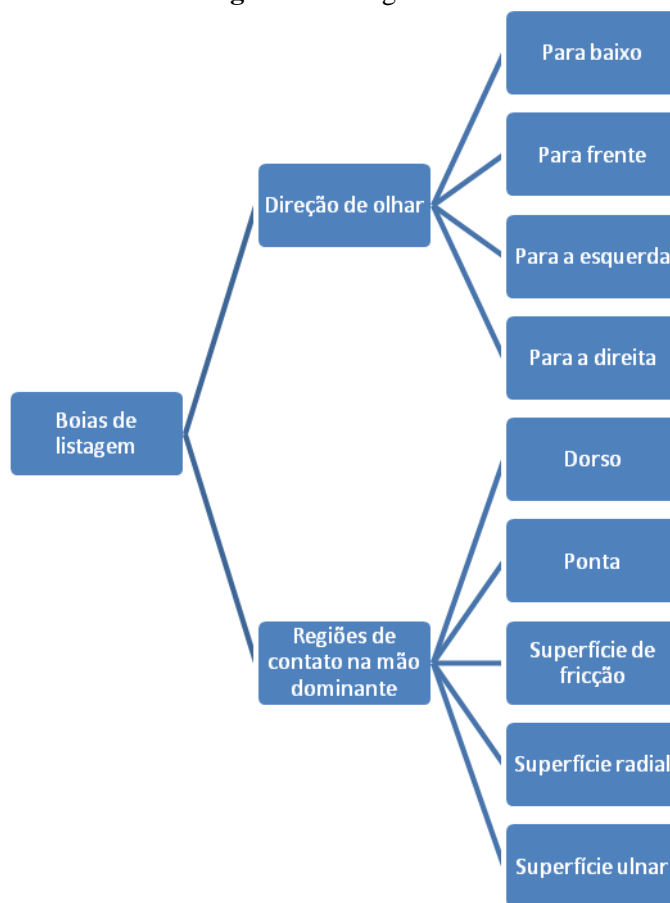 Para baixo
Para frente
Direção de olhar
Para a esquerda
Para a direita
Boias de
listagem
Dorso
Ponta
Regiões de
contato na mão
dominante
Superfície de
fricção
Superfície radial
Superfície ulnar